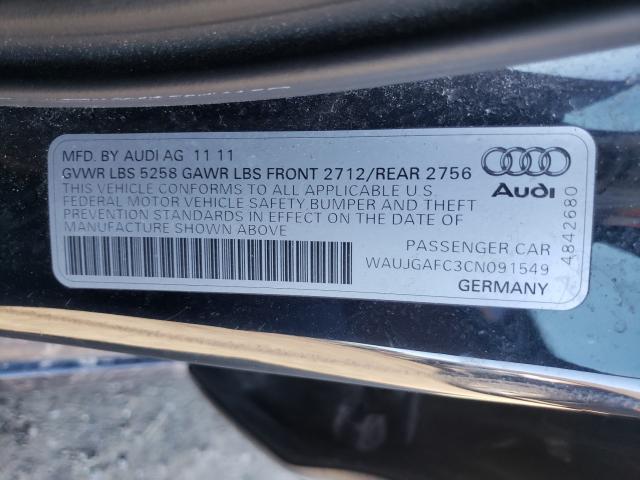 MFD. BY AUDI AG 11 11
GVWR LBS 5258 GAWR LBS FRONT 2712/REAR 2756
THIS VEHICLE CONFORMS TO ALL APPLICABLE U S
FEDERAL MOTOR VEHICLE SAFETY BUMPER AND THEFT
PREVENTION STANDARDS IN EFFECT ON THE DATE OF
MANUFACTURE SHOWN ABOVE
Audi
PASSENGER CAR
WAUJGAFC3CN091549
GERMANY
4842680